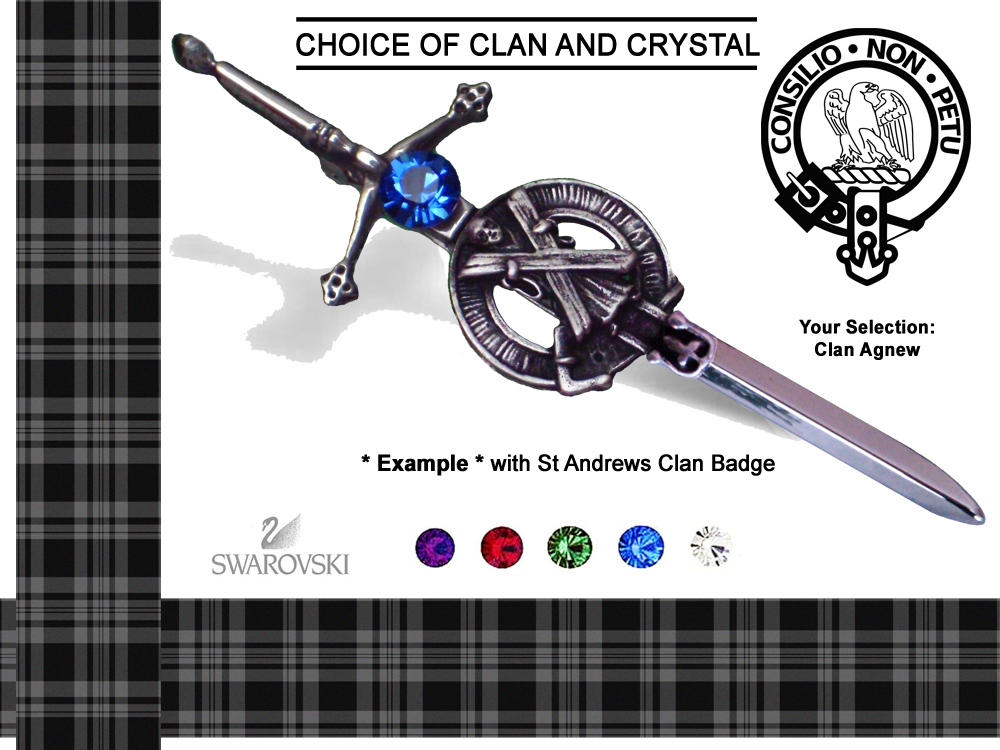 CHOICE OF CLAN AND CRYSTAL
CONSILIO • NON • PETU
Your Selection:
Clan Agnew
* Example * with St Andrews Clan Badge
SWAROVSKI